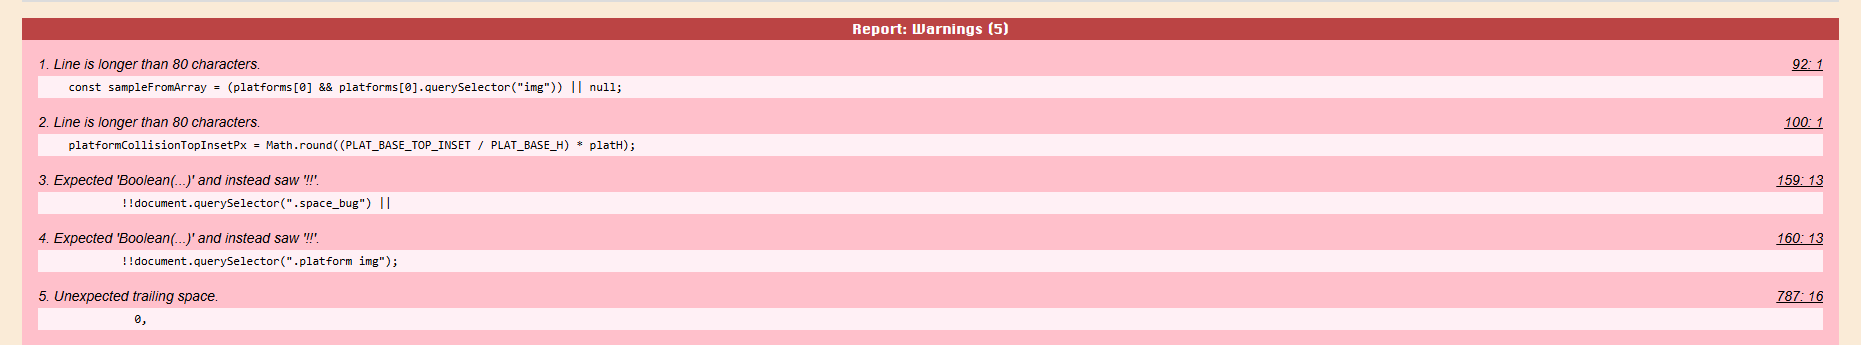 Report: Warnings (5)
1. Line is longer than 80 characters. 92: 1
const sampleFromArray = (platforms[0] && platforms[0].querySelector("img")) || null;
2. Line is longer than 80 characters. 100: 1
platformCollisionTopInsetPx = Math.round((PLAT_BASE_TOP_INSET / PLAT_BASE_H) * platH);
3. Expected 'Boolean(...)' and instead saw '!!'. 159: 13
!!document.querySelector(".space_bug") ||
4. Expected 'Boolean(...)' and instead saw '!!'. 160: 13
!!document.querySelector(".platform img");
5. Unexpected trailing space. 787: 16
0,